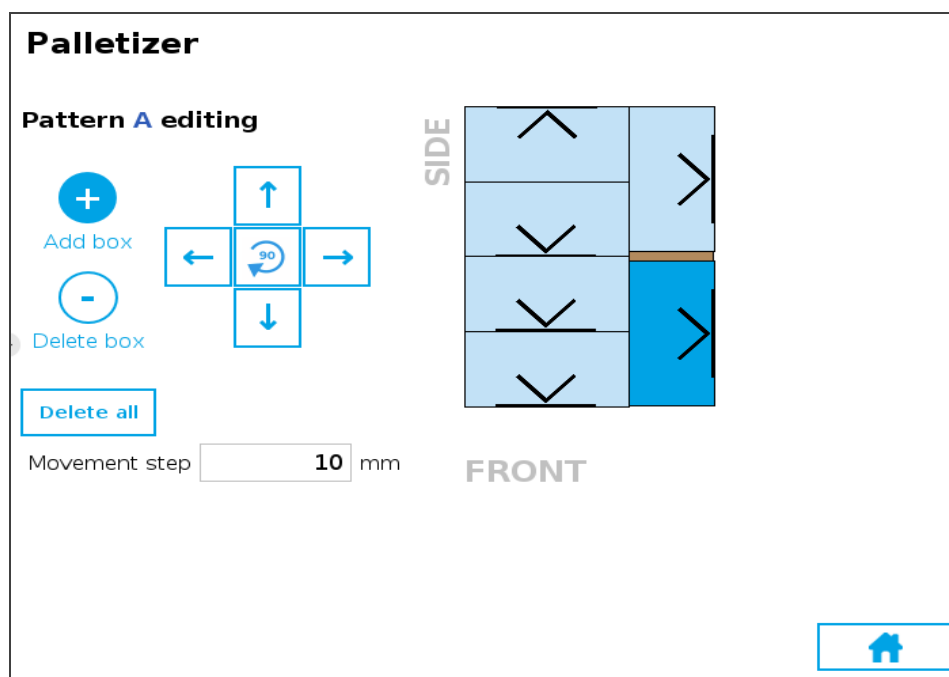 Palletizer
Pattern A editing
SIDE
+
Add box
↑
← 90 →
-
Delete box
↓
Delete all
Movement step 10 mm
FRONT